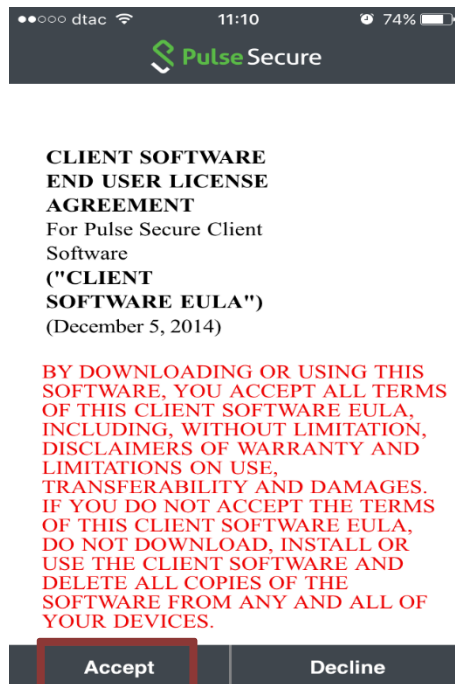 dtac 11:10 74%
Pulse Secure
CLIENT SOFTWARE
END USER LICENSE
AGREEMENT
For Pulse Secure Client
Software
("CLIENT
SOFTWARE EULA")
(December 5, 2014)
BY DOWNLOADING OR USING THIS
SOFTWARE, YOU ACCEPT ALL TERMS
OF THIS CLIENT SOFTWARE EULA,
INCLUDING, WITHOUT LIMITATION,
DISCLAIMERS OF WARRANTY AND
LIMITATIONS ON USE,
TRANSFERABILITY AND DAMAGES.
IF YOU DO NOT ACCEPT THE TERMS
OF THIS CLIENT SOFTWARE EULA,
DO NOT DOWNLOAD, INSTALL OR
USE THE CLIENT SOFTWARE AND
DELETE ALL COPIES OF THE
SOFTWARE FROM ANY AND ALL OF
YOUR DEVICES.
Accept Decline